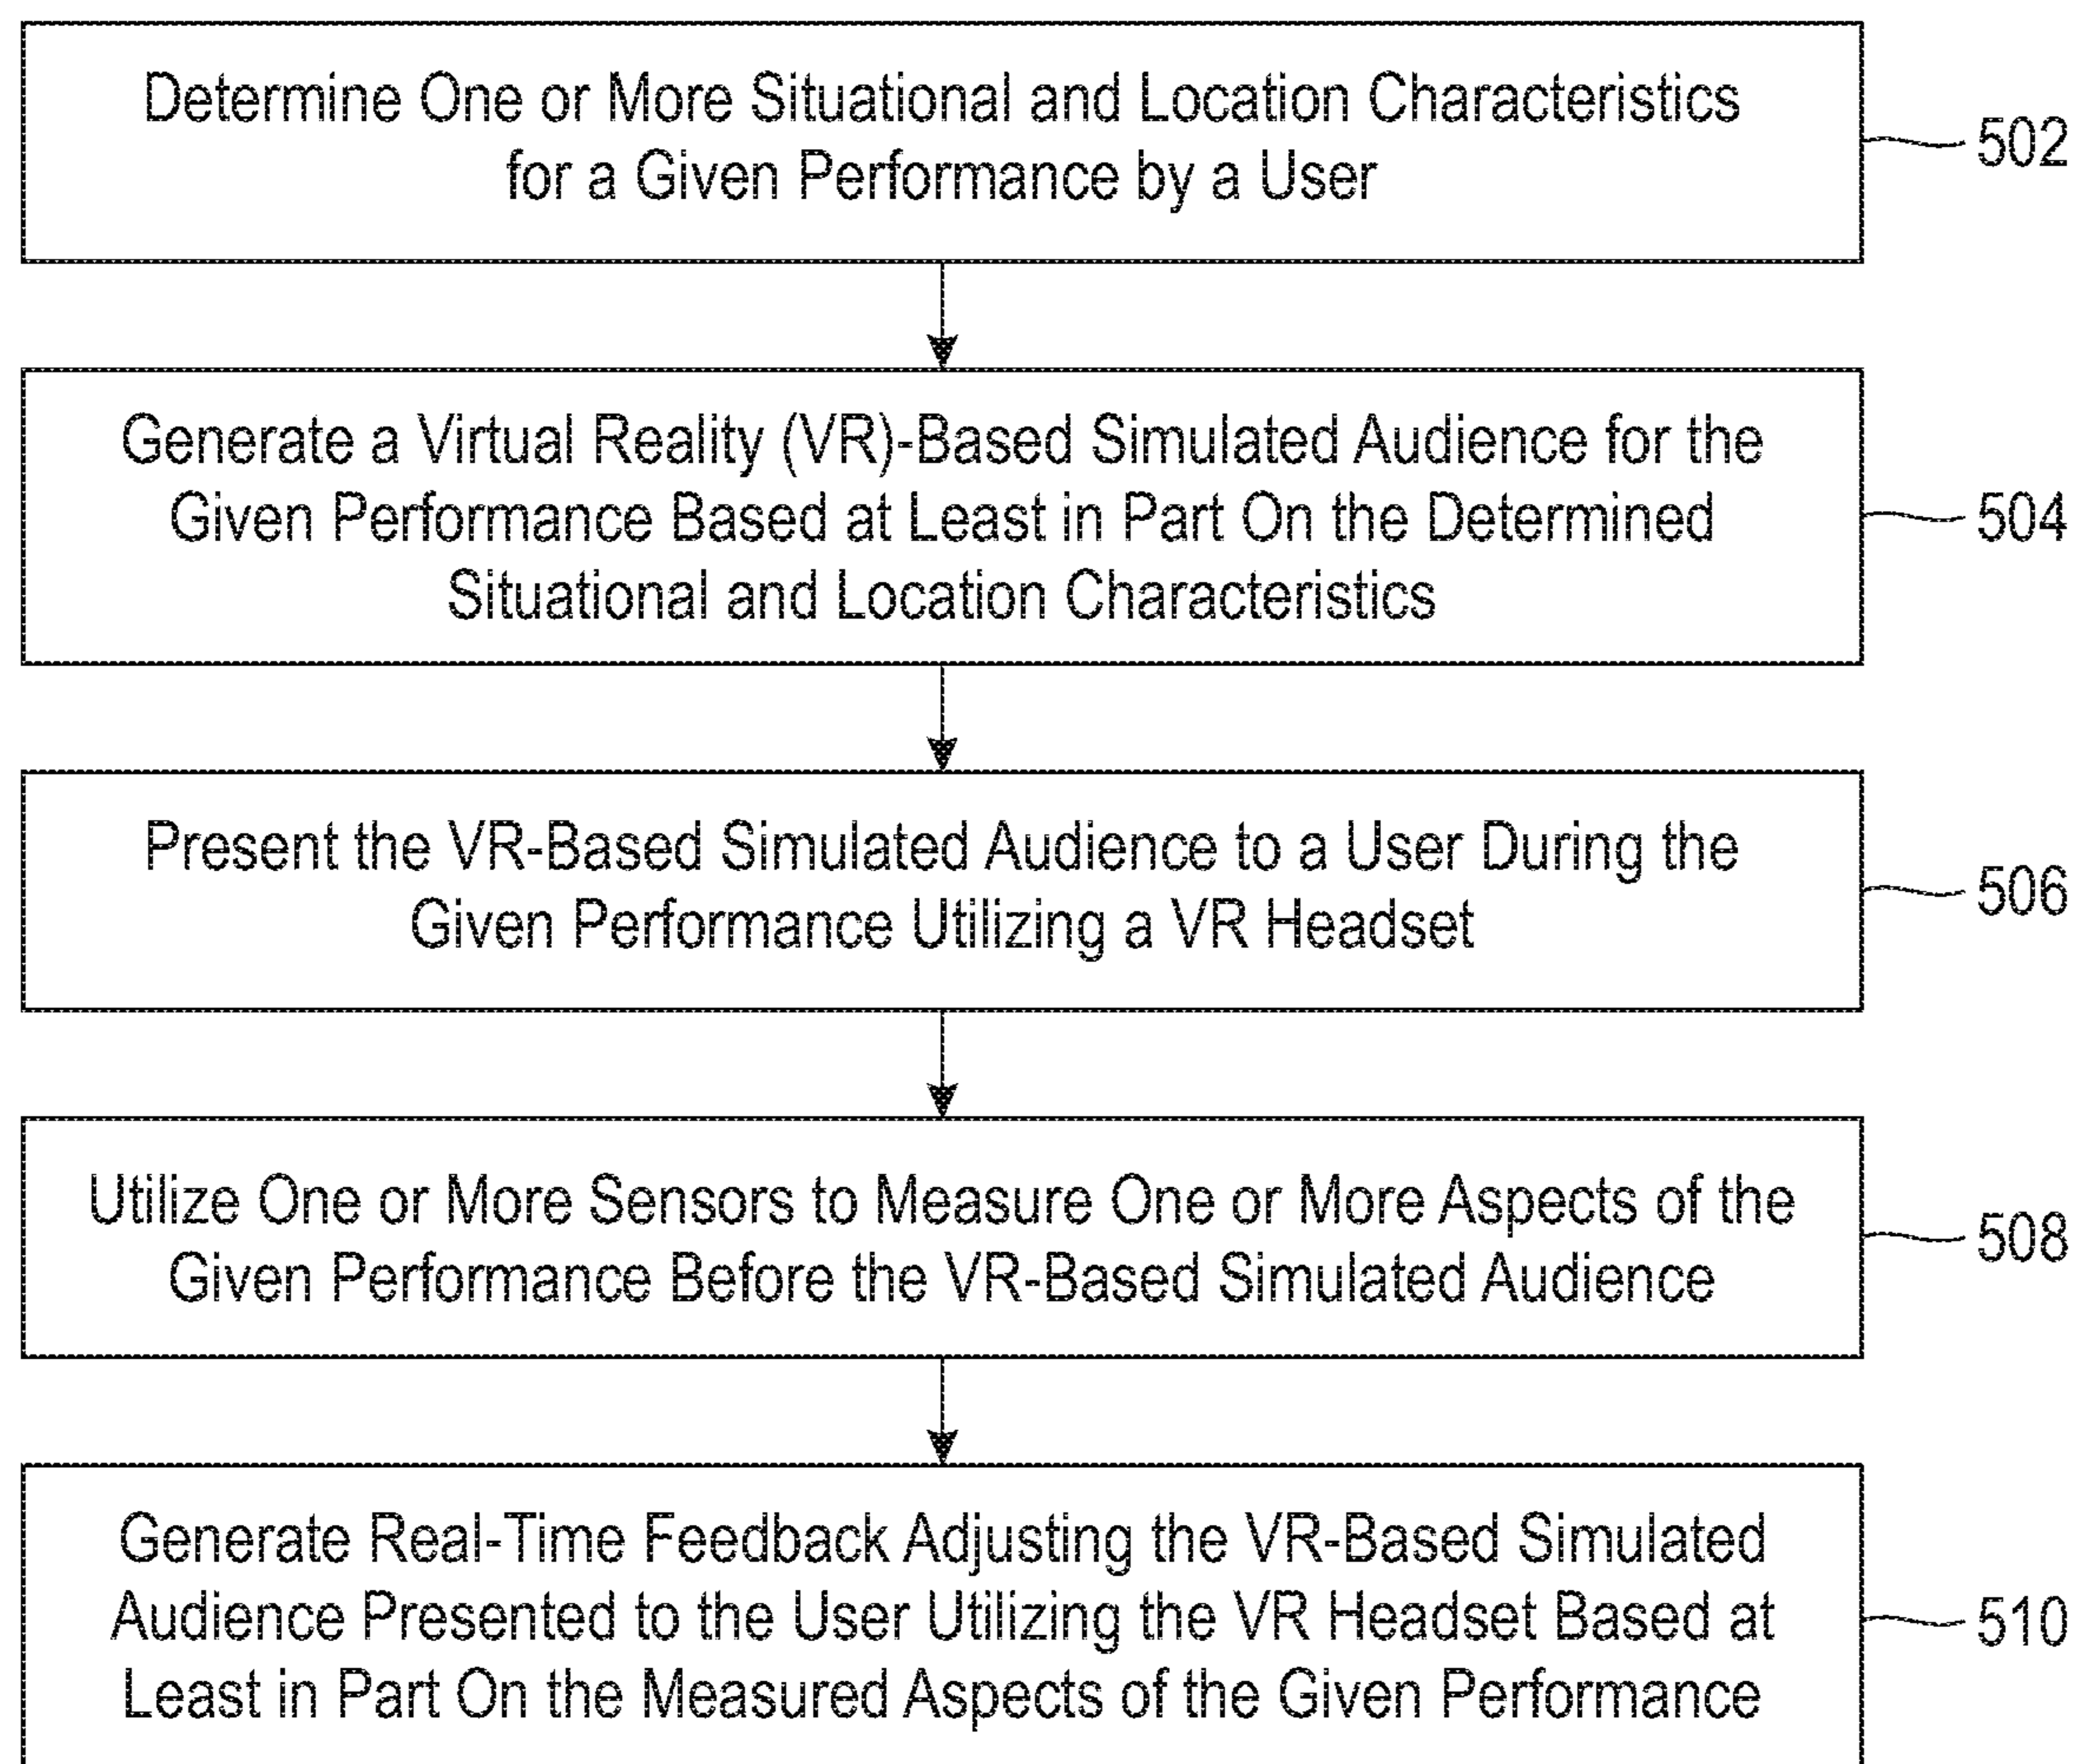 Determine One or More Situational and Location Characteristics
for a Given Performance by a User
502
Generate a Virtual Reality (VR)-Based Simulated Audience for the
Given Performance Based at Least in Part On the Determined
Situational and Location Characteristics
504
Present the VR-Based Simulated Audience to a User During the
Given Performance Utilizing a VR Headset
506
Utilize One or More Sensors to Measure One or More Aspects of the
Given Performance Before the VR-Based Simulated Audience
508
Generate Real-Time Feedback Adjusting the VR-Based Simulated
Audience Presented to the User Utilizing the VR Headset Based at
Least in Part On the Measured Aspects of the Given Performance
510